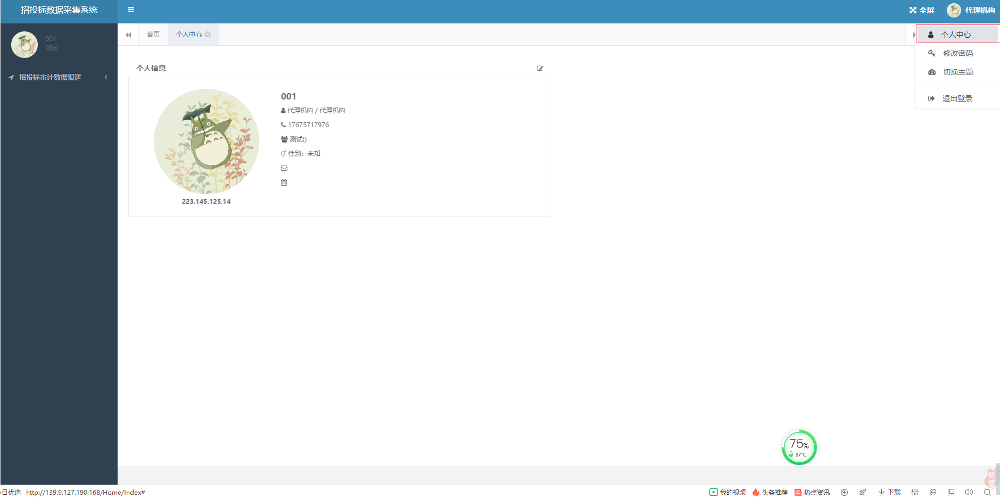 招投标数据采集系统
全屏
代理机构
001
测试
招投标审计数据报送
首页
个人中心
个人中心
修改密码
切换主题
退出登录
个人信息
001
代理机构 / 代理机构
17675717976
测试()
性别：未知
223.145.125.14
75%
37°C
预售
今日优选 http://139.9.127.190:168/Home/Index#
我的视频 头条推荐 热点资讯 下载